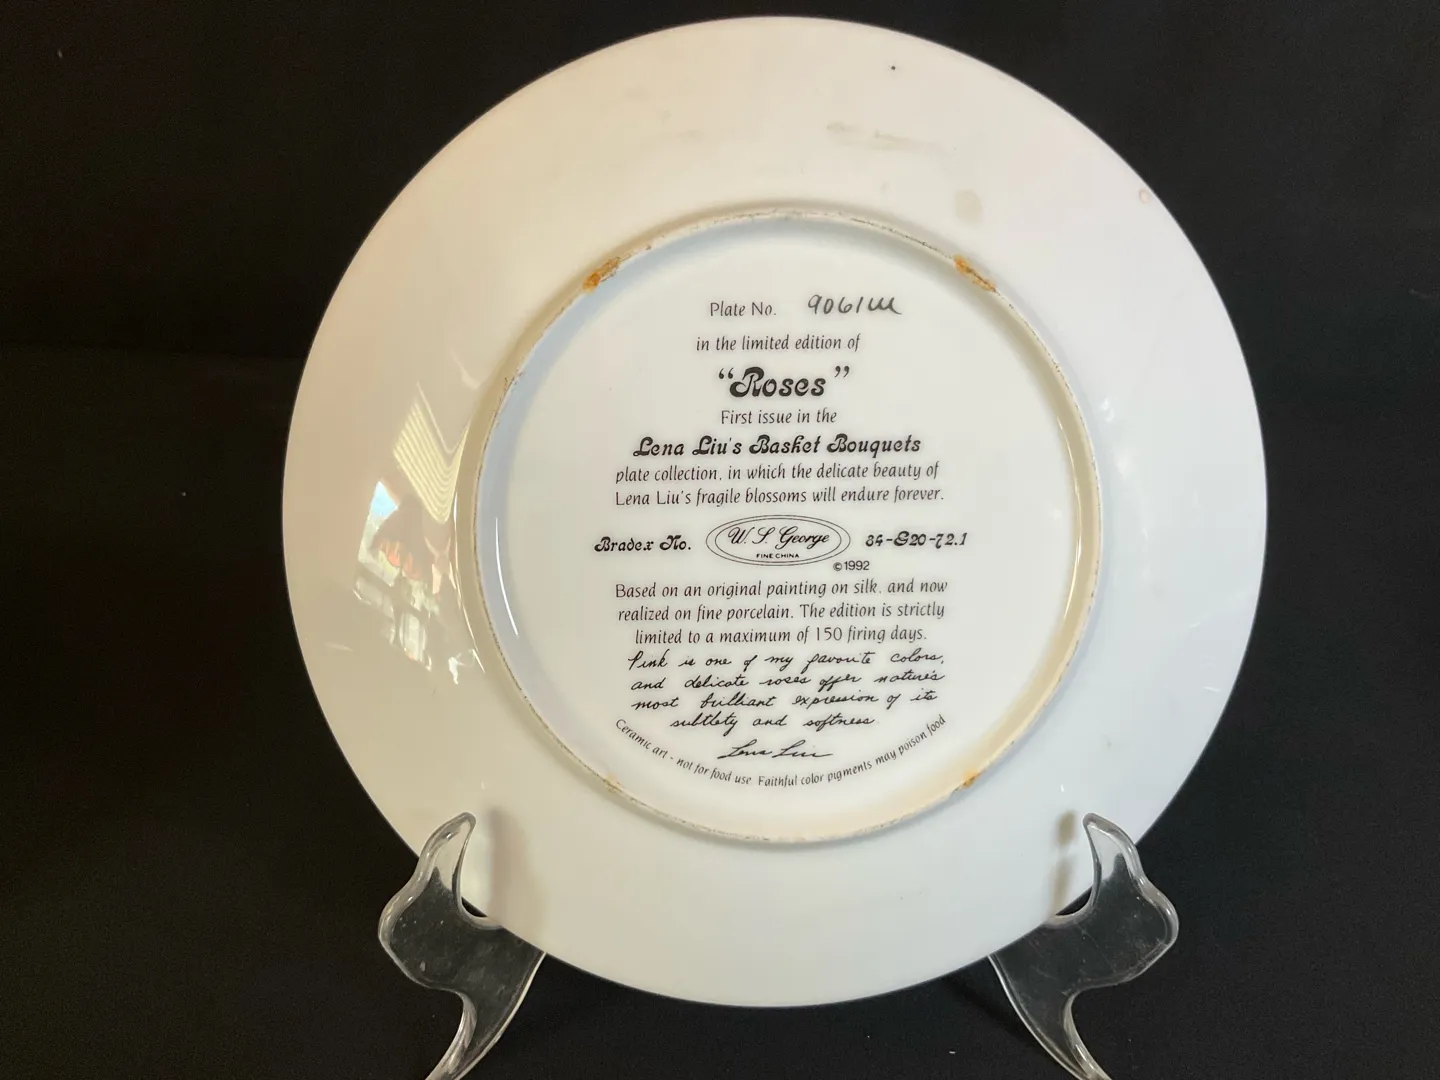 Plate No. 9061W
in the limited edition of
“Roses”
First issue in the
Lena Liu's Basket Bouquets
plate collection, in which the delicate beauty of
Lena Liu's fragile blossoms will endure forever.
Bradex No. W. S. George 84-G20-72.1
FINE CHINA
©1992
Based on an original painting on silk, and now
realized on fine porcelain. The edition is strictly
limited to a maximum of 150 firing days.
Pink is one of my favorite colors,
and delicate roses offer nature's
most brilliant expression of its
subtlety and softness.
Lena Liu
Ceramic art - not for food use. Faithful color pigments may poison food